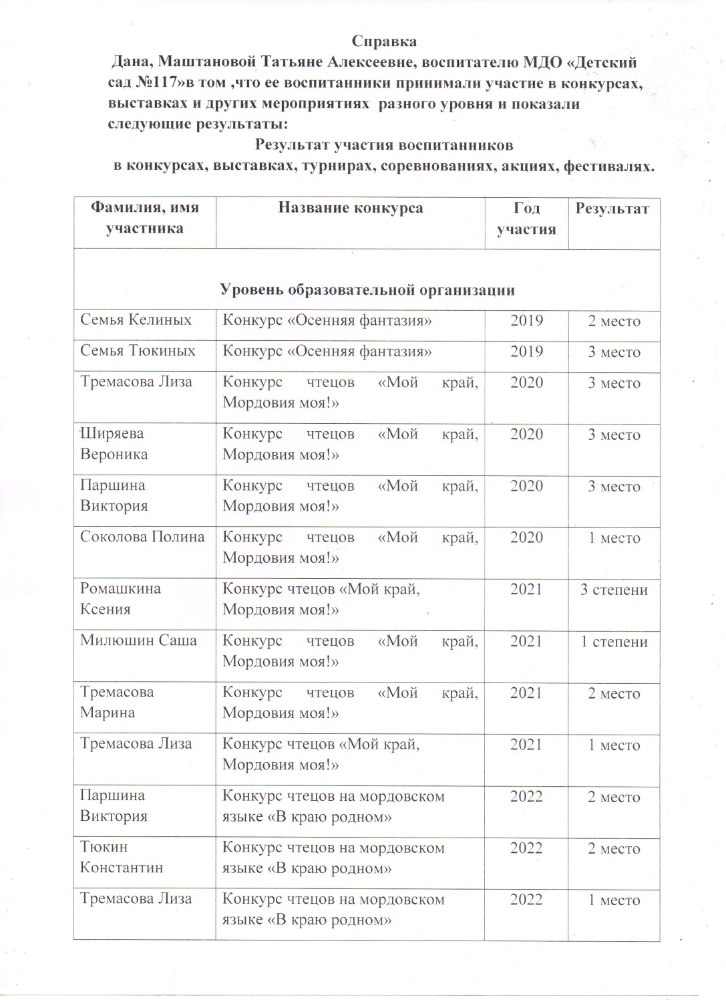 Справка
Дана, Маштановой Татьяне Алексеевне, воспитателю МДО «Детский
сад №117»в том ,что ее воспитанники принимали участие в конкурсах,
выставках и других мероприятиях разного уровня и показали
следующие результаты:
Результат участия воспитанников
в конкурсах, выставках, турнирах, соревнованиях, акциях, фестивалях.
Фамилия, имя участника | Название конкурса | Год участия | Результат
Уровень образовательной организации
Семья Келиных | Конкурс «Осенняя фантазия» | 2019 | 2 место
Семья Тюкиных | Конкурс «Осенняя фантазия» | 2019 | 3 место
Тремасова Лиза | Конкурс чтецов «Мой край, Мордовия моя!» | 2020 | 3 место
Ширяева Вероника | Конкурс чтецов «Мой край, Мордовия моя!» | 2020 | 3 место
Паршина Виктория | Конкурс чтецов «Мой край, Мордовия моя!» | 2020 | 3 место
Соколова Полина | Конкурс чтецов «Мой край, Мордовия моя!» | 2020 | 1 место
Ромашкина Ксения | Конкурс чтецов «Мой край, Мордовия моя!» | 2021 | 3 степени
Милюшин Саша | Конкурс чтецов «Мой край, Мордовия моя!» | 2021 | 1 степени
Тремасова Марина | Конкурс чтецов «Мой край, Мордовия моя!» | 2021 | 2 место
Тремасова Лиза | Конкурс чтецов «Мой край, Мордовия моя!» | 2021 | 1 место
Паршина Виктория | Конкурс чтецов на мордовском языке «В краю родном» | 2022 | 2 место
Тюкин Константин | Конкурс чтецов на мордовском языке «В краю родном» | 2022 | 2 место
Тремасова Лиза | Конкурс чтецов на мордовском языке «В краю родном» | 2022 | 1 место